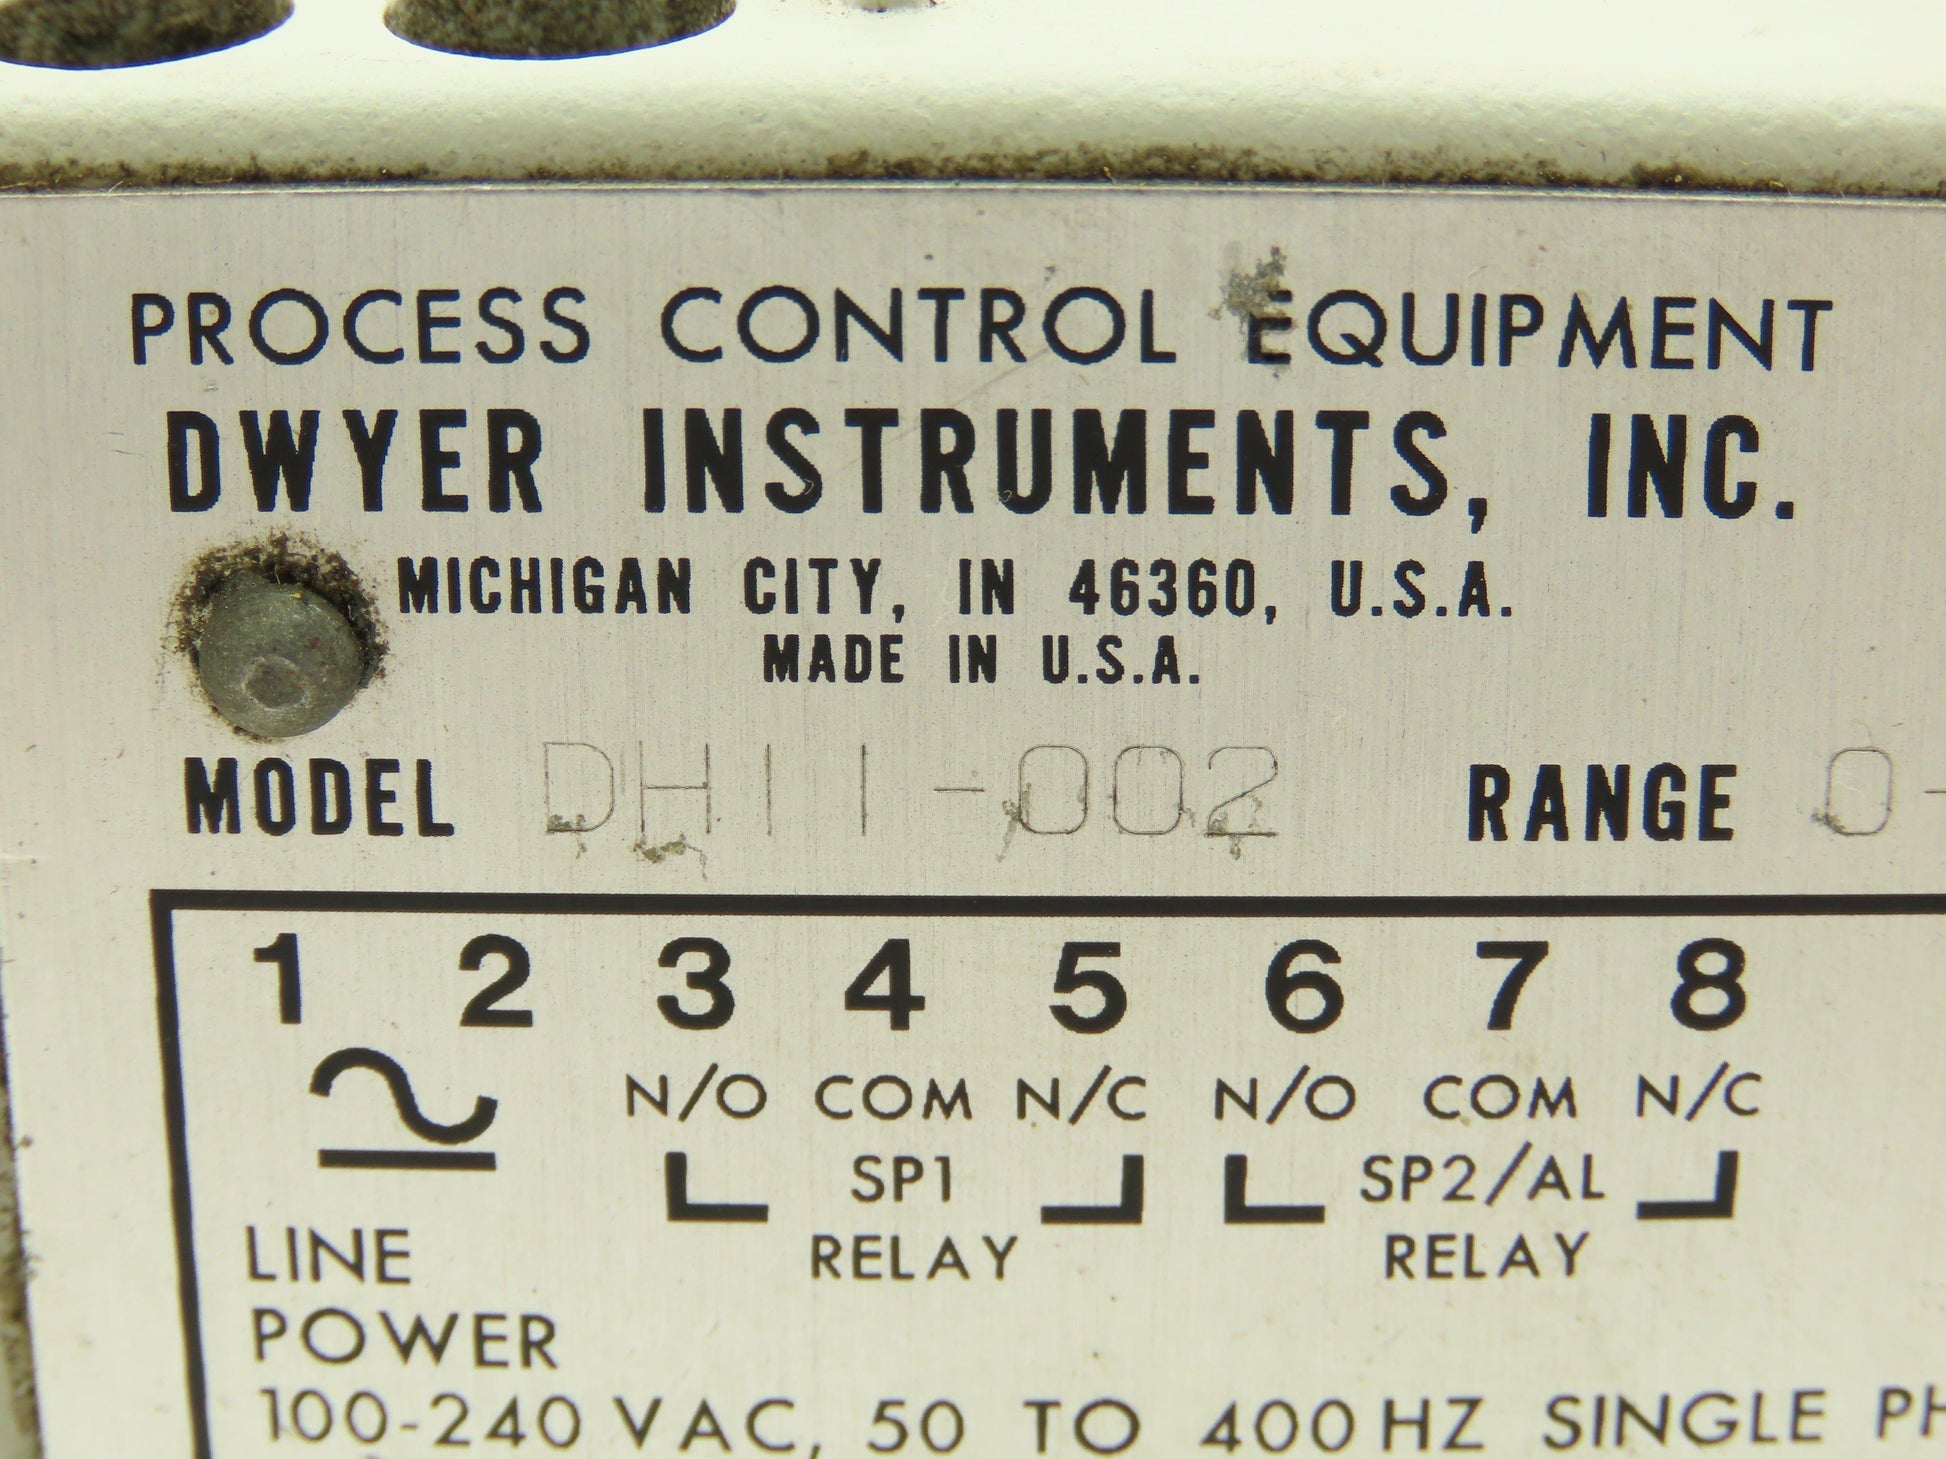 PROCESS CONTROL EQUIPMENT
DWYER INSTRUMENTS, INC.
MICHIGAN CITY, IN 46360, U.S.A.
MADE IN U.S.A.
MODEL DH11-002 RANGE 0-
1 2 3 4 5 6 7 8
N/O COM N/C N/O COM N/C
SP1 SP2/AL
RELAY RELAY
LINE
POWER
100-240 VAC, 50 TO 400 HZ SINGLE PH